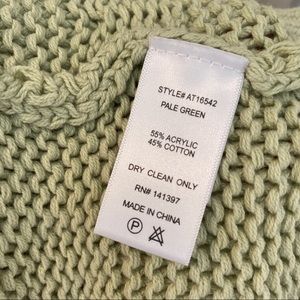 STYLE# AT16542
PALE GREEN
55% ACRYLIC
45% COTTON
DRY CLEAN ONLY
RN# 141397
MADE IN CHINA
P